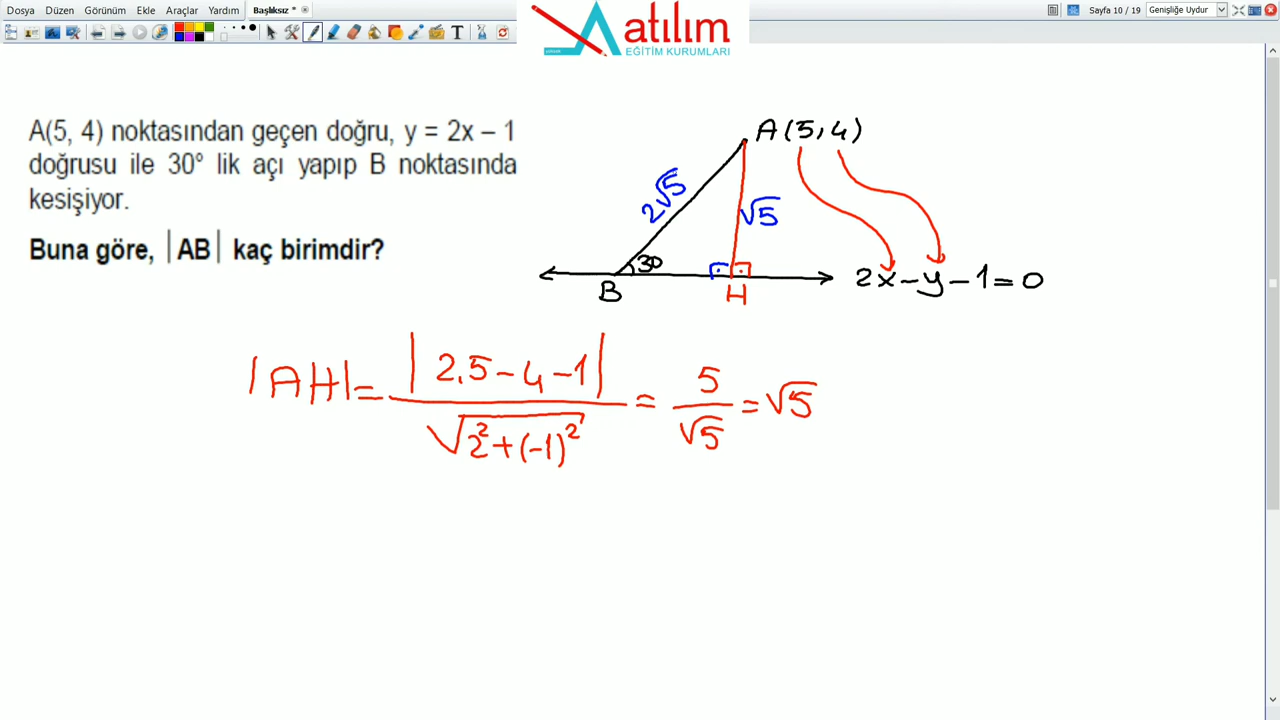 Dosya Düzen Görünüm Ekle Araçlar Yardım Başlıksız * Sayfa 10 / 19 Genişliğe Uydur
atılım
EĞİTİM KURUMLARI
A(5, 4) noktasından geçen doğru, y = 2x – 1
doğrusu ile 30° lik açı yapıp B noktasında
kesişiyor.
Buna göre, |AB| kaç birimdir?
A(5,4)
2√5
√5
30
B
H
2x-y-1=0
|AH|= |2.5-4-1| / √2²+(-1)² = 5/√5 = √5